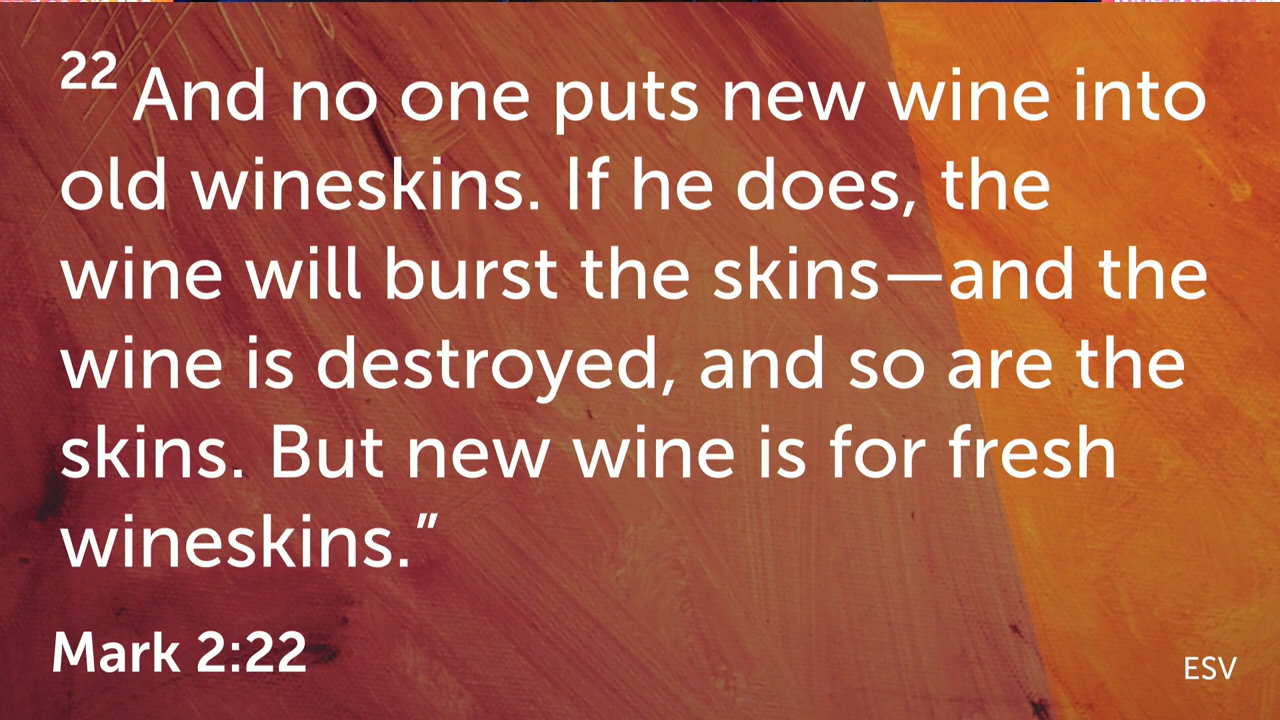 22 And no one puts new wine into
old wineskins. If he does, the
wine will burst the skins—and the
wine is destroyed, and so are the
skins. But new wine is for fresh
wineskins.”
Mark 2:22
ESV